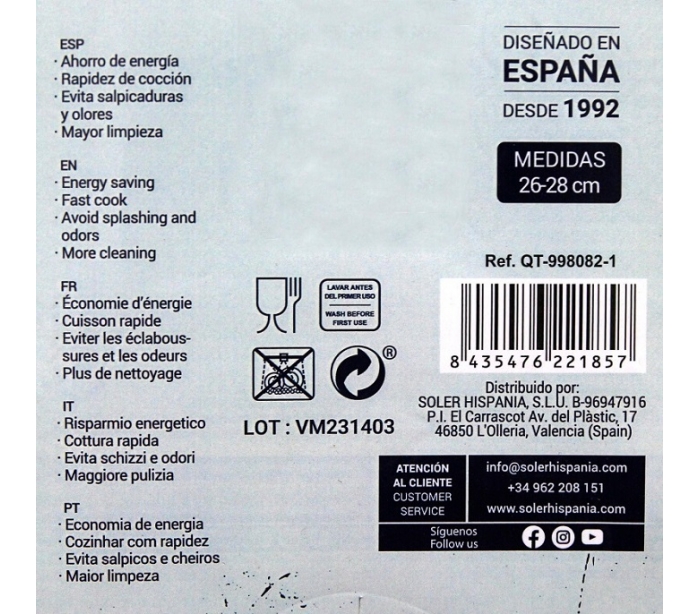 ESP
· Ahorro de energía
· Rapidez de cocción
· Evita salpicaduras
y olores
· Mayor limpieza
EN
· Energy saving
· Fast cook
· Avoid splashing and
odors
· More cleaning
FR
· Économie d'énergie
· Cuisson rapide
· Eviter les éclabous-
sures et les odeurs
· Plus de nettoyage
IT
· Risparmio energetico
· Cottura rapida
· Evita schizzi e odori
· Maggiore pulizia
PT
· Economia de energia
· Cozinhar com rapidez
· Evita salpicos e cheiros
· Maior limpeza
LAVAR ANTES
DEL PRIMER USO
WASH BEFORE
FIRST USE
®
LOT : VM231403
DISEÑADO EN
ESPAÑA
DESDE 1992
MEDIDAS
26-28 cm
Ref. QT-998082-1
8 435476 221857
Distribuido por:
SOLER HISPANIA, S.L.U. B-96947916
P.I. El Carrascot Av. del Plàstic, 17
46850 L'Olleria, Valencia (Spain)
ATENCIÓN
AL CLIENTE
CUSTOMER
SERVICE
info@solerhispania.com
+34 962 208 151
www.solerhispania.com
Síguenos
Follow us